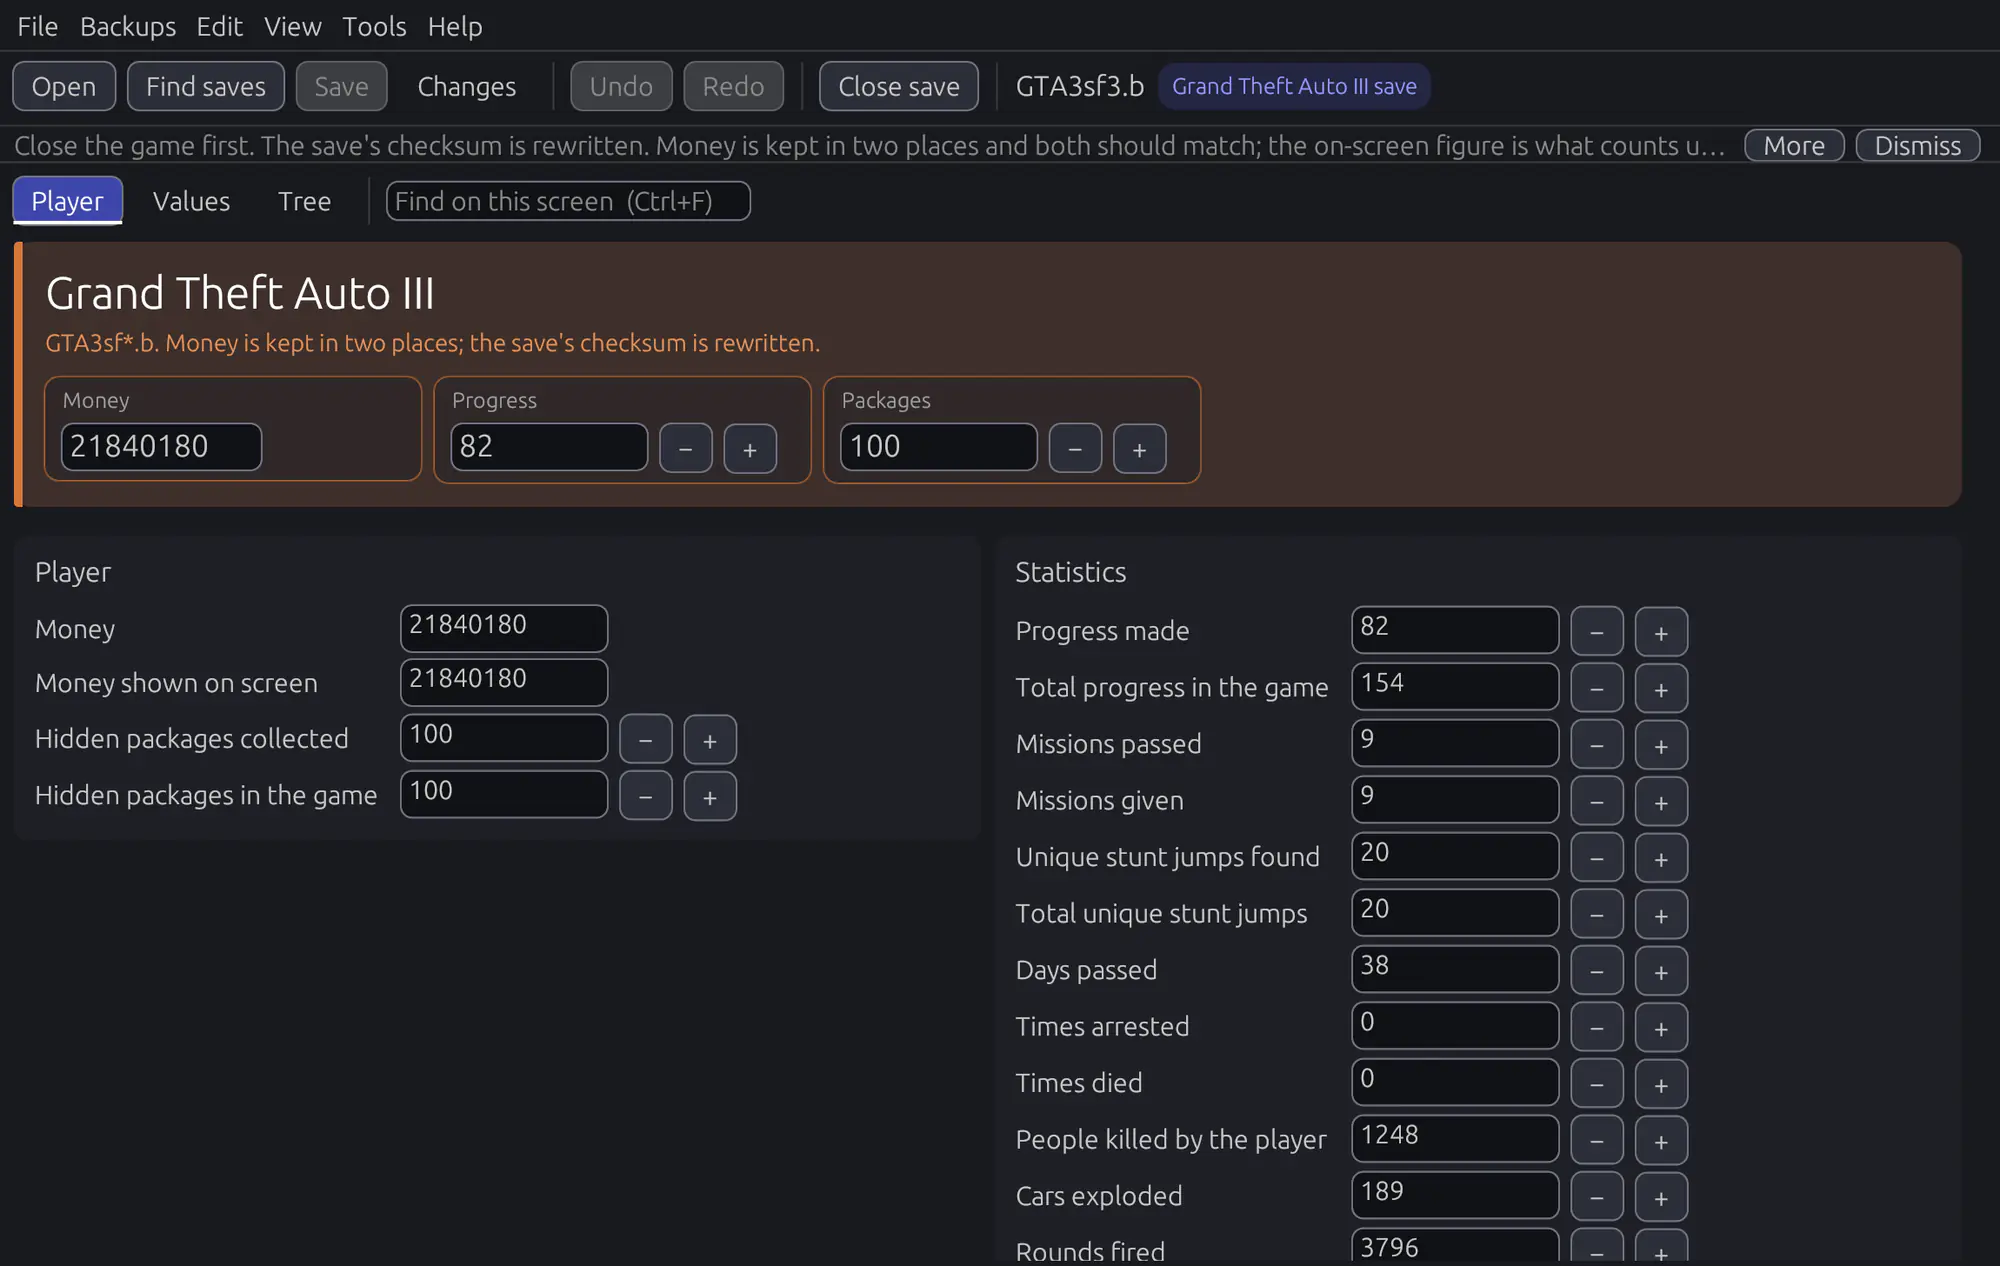 File Backups Edit View Tools Help
Open Find saves Save Changes Undo Redo Close save GTA3sf3.b Grand Theft Auto III save
Close the game first. The save's checksum is rewritten. Money is kept in two places and both should match; the on-screen figure is what counts u… More Dismiss
Player Values Tree Find on this screen (Ctrl+F)
Grand Theft Auto III
GTA3sf*.b. Money is kept in two places; the save's checksum is rewritten.
Money Progress Packages
21840180 82 − + 100 − +
Player
Money 21840180
Money shown on screen 21840180
Hidden packages collected 100 − +
Hidden packages in the game 100 − +
Statistics
Progress made 82 − +
Total progress in the game 154 − +
Missions passed 9 − +
Missions given 9 − +
Unique stunt jumps found 20 − +
Total unique stunt jumps 20 − +
Days passed 38 − +
Times arrested 0 − +
Times died 0 − +
People killed by the player 1248 − +
Cars exploded 189 − +
Rounds fired 3796 − +